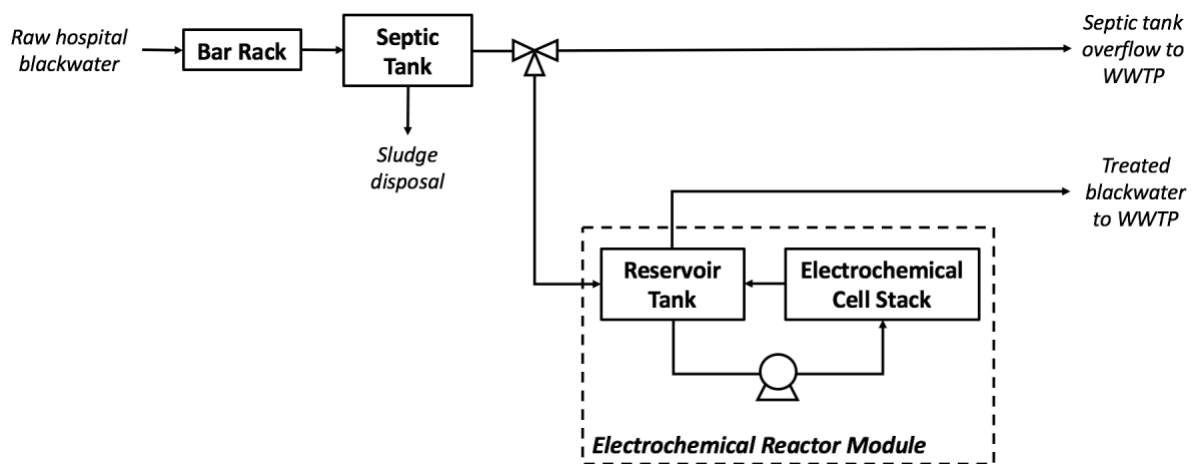 Raw hospital
blackwater
Bar Rack
Septic
Tank
Septic tank
overflow to
WWTP
Sludge
disposal
Treated
blackwater
to WWTP
Reservoir
Tank
Electrochemical
Cell Stack
Electrochemical Reactor Module